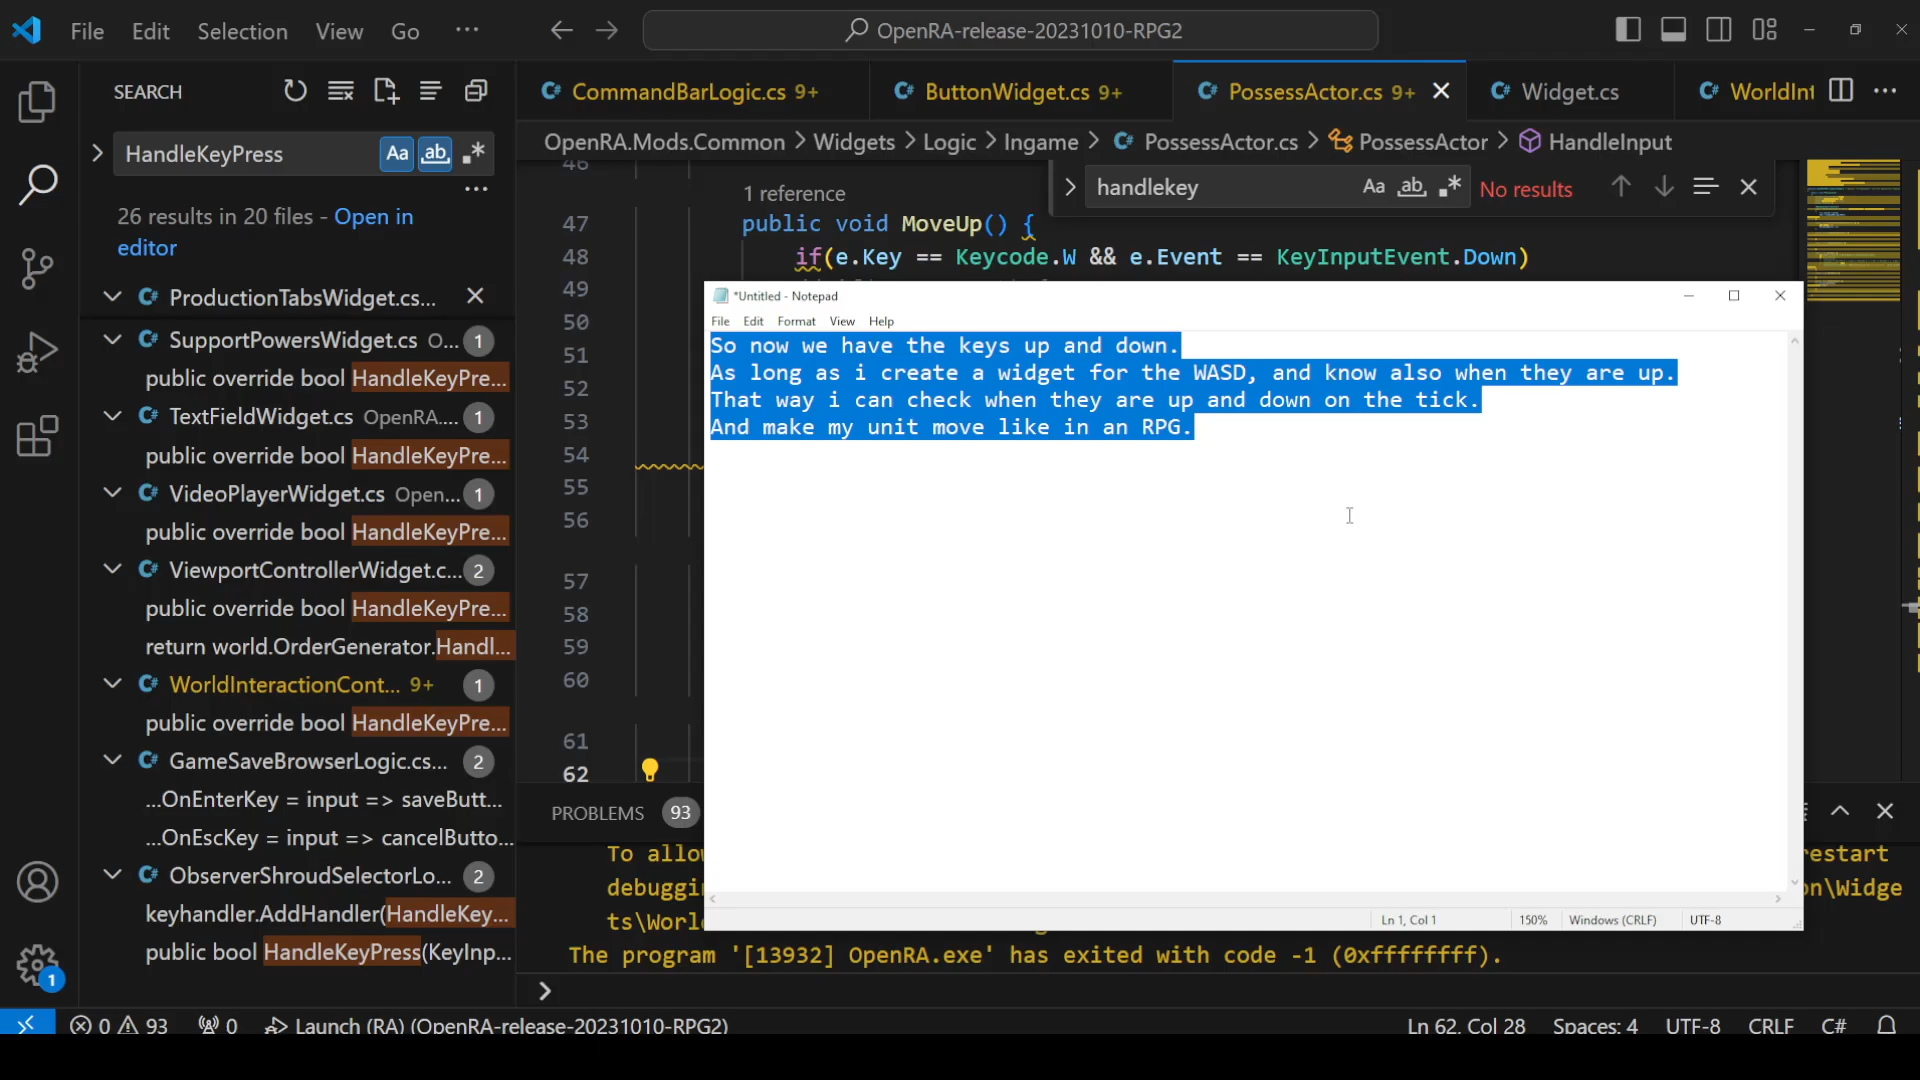 File Edit Selection View Go ···
OpenRA-release-20231010-RPG2
SEARCH
CommandBarLogic.cs 9+
ButtonWidget.cs 9+
PossessActor.cs 9+
Widget.cs
WorldInt
HandleKeyPress
OpenRA.Mods.Common > Widgets > Logic > Ingame > PossessActor.cs > PossessActor > HandleInput
handlekey
No results
26 results in 20 files - Open in
editor
46
1 reference
47 public void MoveUp() {
48 if(e.Key == Keycode.W && e.Event == KeyInputEvent.Down)
49
50
51
52
53
54
55
56
57
58
59
60
61
62
ProductionTabsWidget.cs...
SupportPowersWidget.cs O... 1
public override bool HandleKeyPre...
TextFieldWidget.cs OpenRA.... 1
public override bool HandleKeyPre...
VideoPlayerWidget.cs Open... 1
public override bool HandleKeyPre...
ViewportControllerWidget.c... 2
public override bool HandleKeyPre...
return world.OrderGenerator.Handl...
WorldInteractionCont... 9+ 1
public override bool HandleKeyPre...
GameSaveBrowserLogic.cs... 2
...OnEnterKey = input => saveButt...
...OnEscKey = input => cancelButto...
ObserverShroudSelectorLo... 2
keyhandler.AddHandler(HandleKey...
public bool HandleKeyPress(KeyInp...
*Untitled - Notepad
File Edit Format View Help
So now we have the keys up and down.
As long as i create a widget for the WASD, and know also when they are up.
That way i can check when they are up and down on the tick.
And make my unit move like in an RPG.
Ln 1, Col 1 150% Windows (CRLF) UTF-8
PROBLEMS 93
To allo
estart
debuggi
on\Widge
ts\Worl
The program '[13932] OpenRA.exe' has exited with code -1 (0xffffffff).
1
0 93 0 Launch (RA) (OpenRA-release-20231010-RPG2)
Ln 62, Col 28 Spaces: 4 UTF-8 CRLF C#